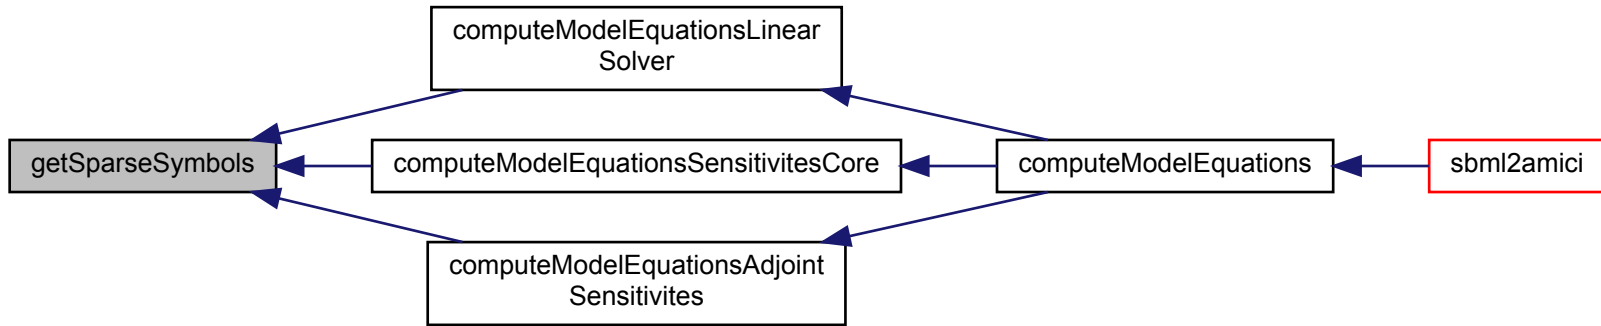 computeModelEquationsLinear
Solver
getSparseSymbols
computeModelEquationsSensitivitesCore
computeModelEquations
sbml2amici
computeModelEquationsAdjoint
Sensitivites